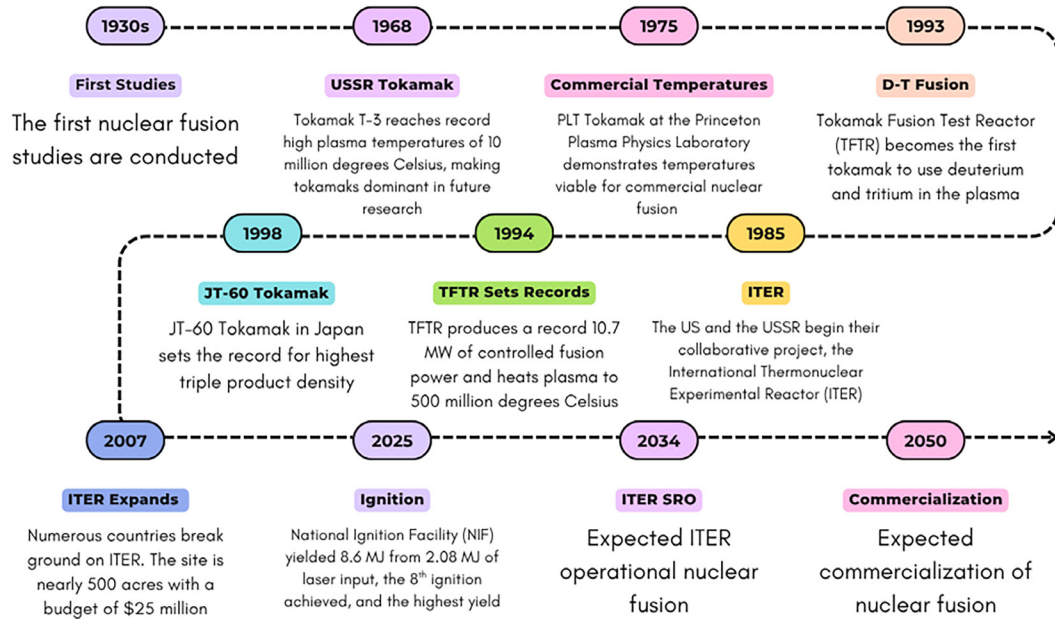 1930s
First Studies
The first nuclear fusion
studies are conducted
1968
USSR Tokamak
Tokamak T-3 reaches record
high plasma temperatures of 10
million degrees Celsius, making
tokamaks dominant in future
research
1975
Commercial Temperatures
PLT Tokamak at the Princeton
Plasma Physics Laboratory
demonstrates temperatures
viable for commercial nuclear
fusion
1993
D-T Fusion
Tokamak Fusion Test Reactor
(TFTR) becomes the first
tokamak to use deuterium
and tritium in the plasma
1998
JT-60 Tokamak
JT-60 Tokamak in Japan
sets the record for highest
triple product density
1994
TFTR Sets Records
TFTR produces a record 10.7
MW of controlled fusion
power and heats plasma to
500 million degrees Celsius
1985
ITER
The US and the USSR begin their
collaborative project, the
International Thermonuclear
Experimental Reactor (ITER)
2007
ITER Expands
Numerous countries break
ground on ITER. The site is
nearly 500 acres with a
budget of $25 million
2025
Ignition
National Ignition Facility (NIF)
yielded 8.6 MJ from 2.08 MJ of
laser input, the 8th ignition
achieved, and the highest yield
2034
ITER SRO
Expected ITER
operational nuclear
fusion
2050
Commercialization
Expected
commercialization of
nuclear fusion